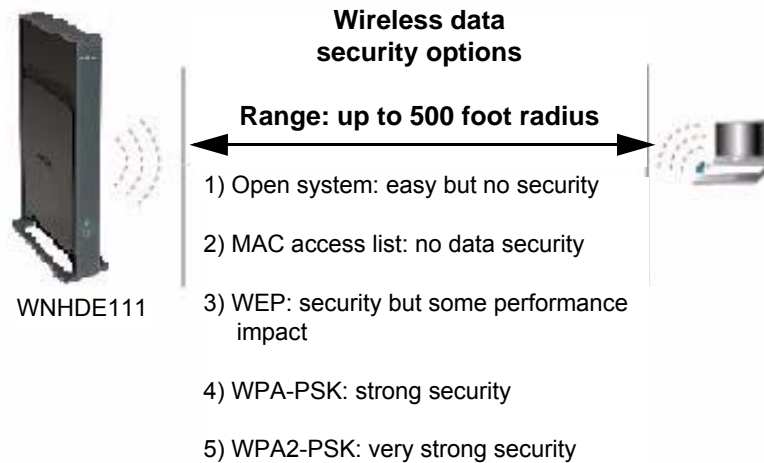 Wireless data
security options
Range: up to 500 foot radius
1) Open system: easy but no security
2) MAC access list: no data security
WNHDE111
3) WEP: security but some performance
impact
4) WPA-PSK: strong security
5) WPA2-PSK: very strong security